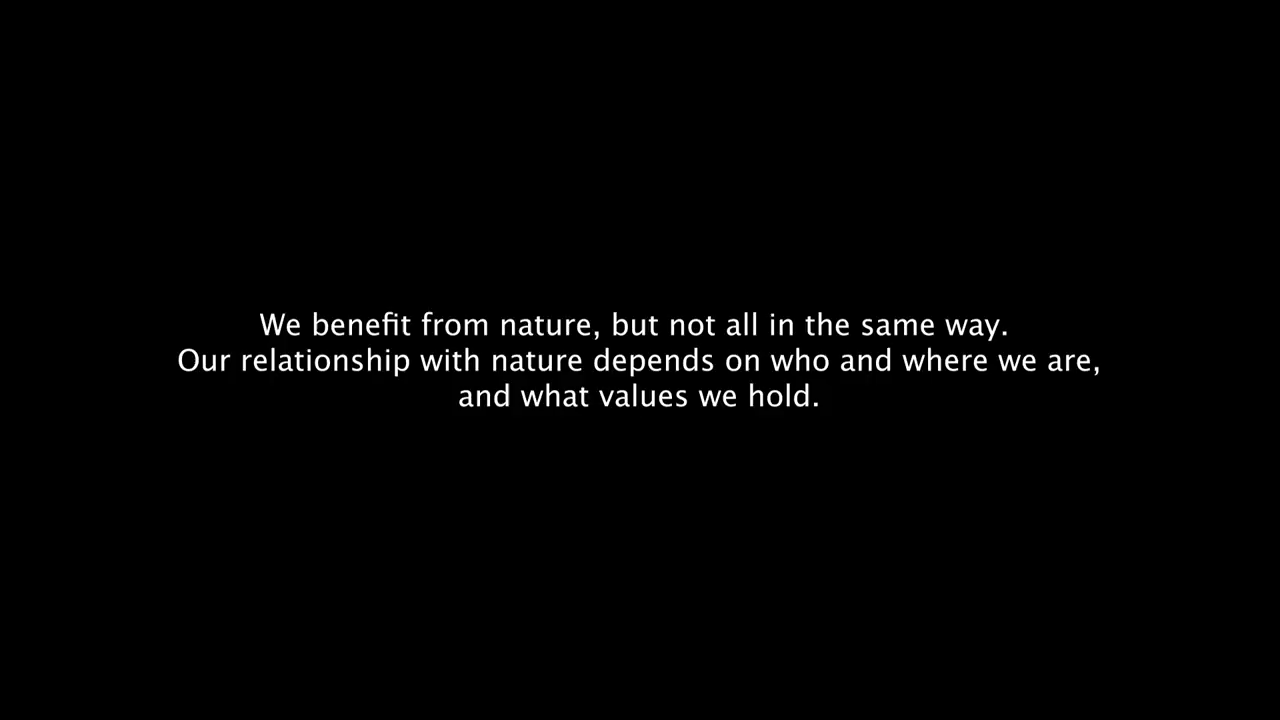 We benefit from nature, but not all in the same way.
Our relationship with nature depends on who and where we are,
and what values we hold.